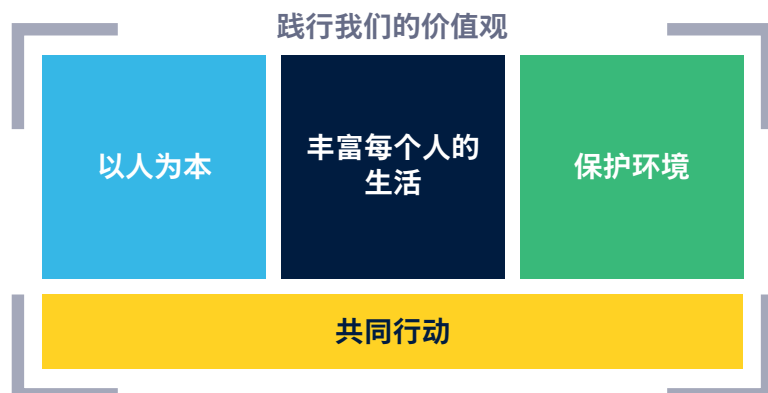 践行我们的价值观
以人为本
丰富每个人的
生活
保护环境
共同行动